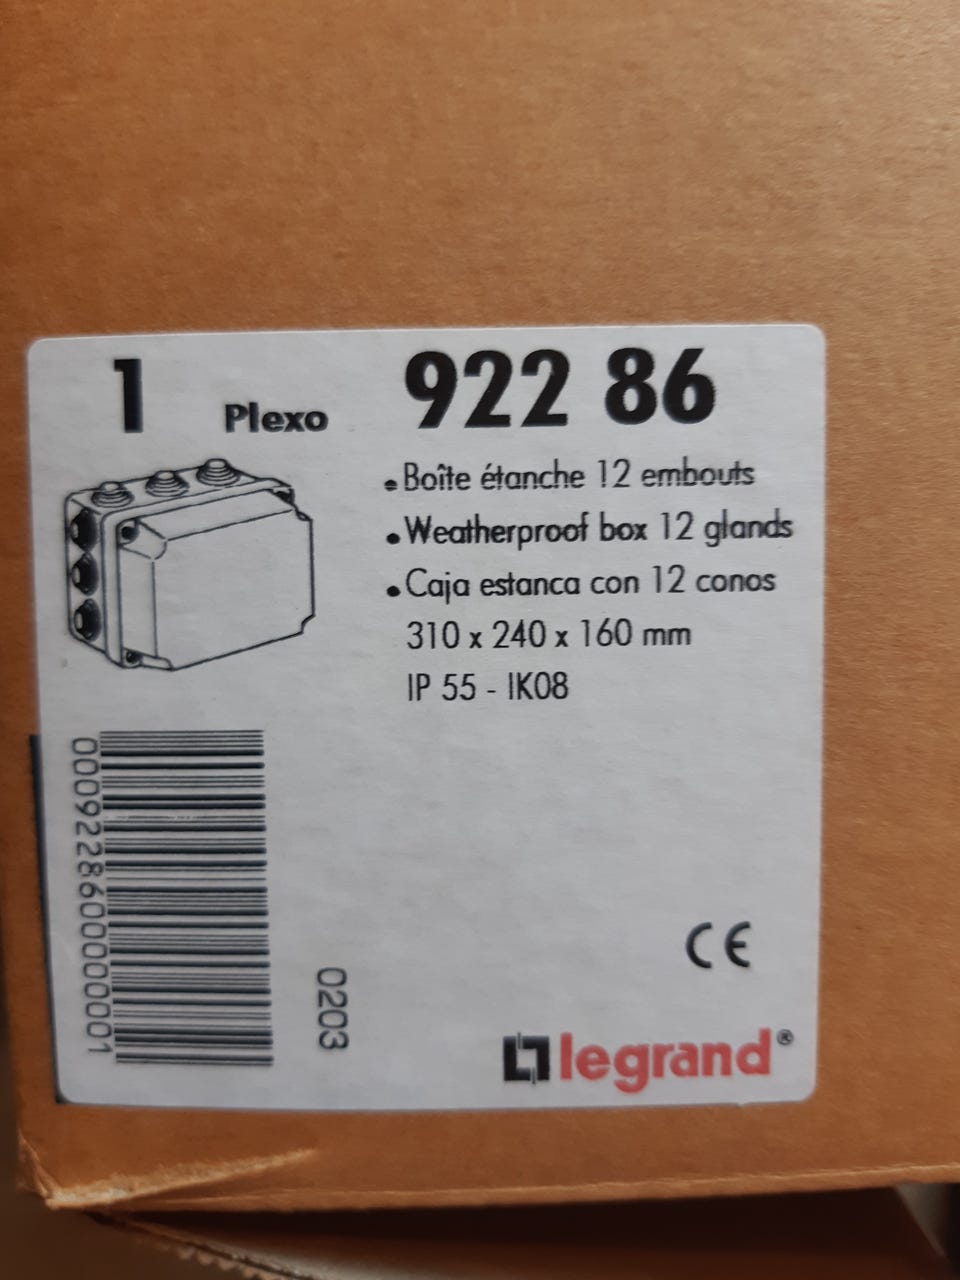 1 Plexo 922 86
• Boîte étanche 12 embouts
• Weatherproof box 12 glands
• Caja estanca con 12 conos
310 x 240 x 160 mm
IP 55 - IK08
000922860000001
0203
CE
legrand®